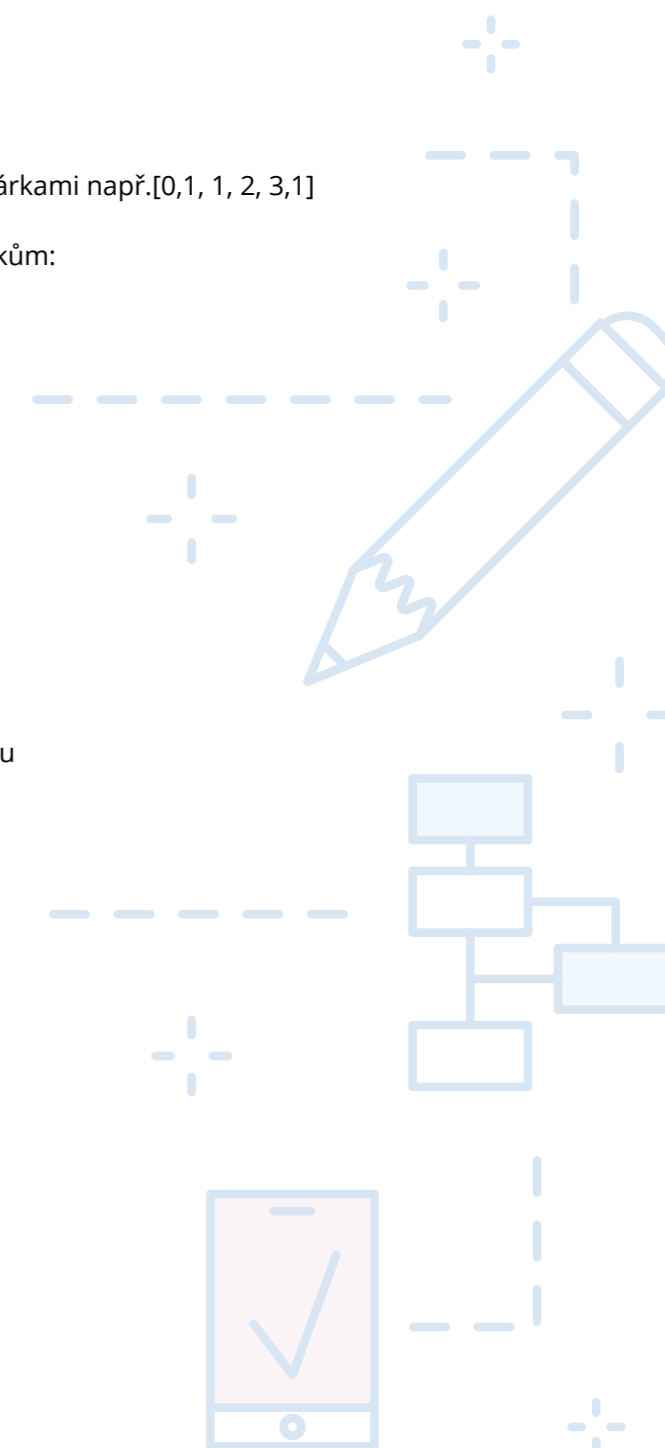 árkami např.[0,1, 1, 2, 3,1]
kům:
u